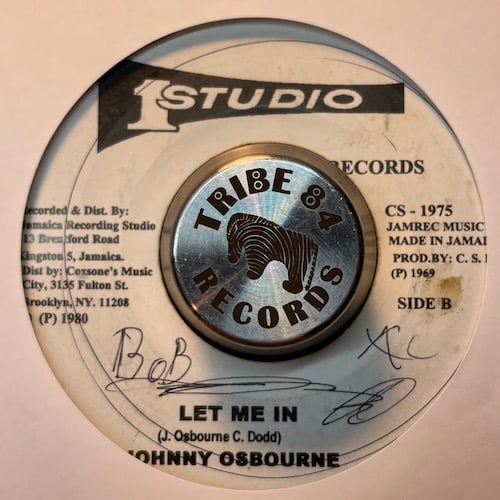 1 STUDIO
RECORDS
TRIBE 84
RECORDS
Recorded & Dist. By:
Jamaica Recording Studio
13 Brentford Road
Kingston 5, Jamaica.
Dist by: Coxsone's Music
City, 3135 Fulton St.
Brooklyn, NY. 11208
(P) 1980
CS - 1975
JAMREC MUSIC
MADE IN JAMAI
PROD.BY: C. S.
(P) 1969
SIDE B
BoB
LET ME IN
(J. Osbourne C. Dodd)
JOHNNY OSBOURNE